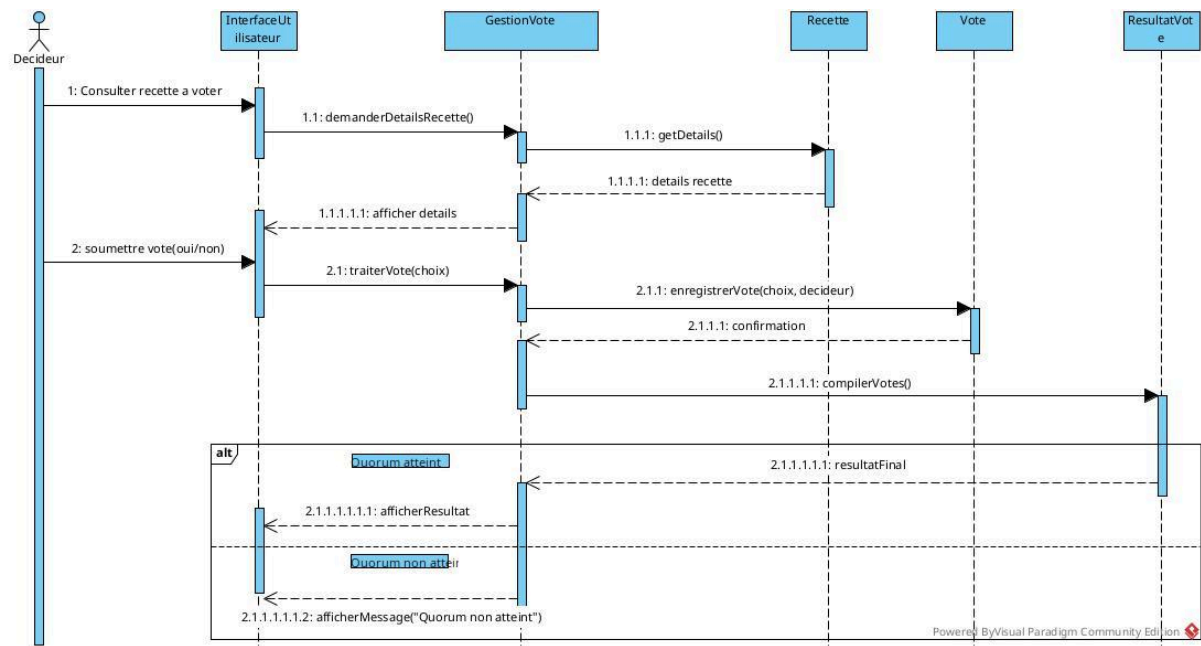 InterfaceUt
ilisateur
GestionVote
Recette
Vote
ResultatVot
e
Decideur
1: Consulter recette a voter
1.1: demanderDetailsRecette()
1.1.1: getDetails()
1.1.1.1: details recette
1.1.1.1.1: afficher details
2: soumettre vote(oui/non)
2.1: traiterVote(choix)
2.1.1: enregistrerVote(choix, decideur)
2.1.1.1: confirmation
2.1.1.1.1: compilerVotes()
alt
Quorum atteint
2.1.1.1.1.1: resultatFinal
2.1.1.1.1.1.1: afficherResultat
Quorum non attein
2.1.1.1.1.1.2: afficherMessage("Quorum non atteint")
Powered ByVisual Paradigm Community Edition